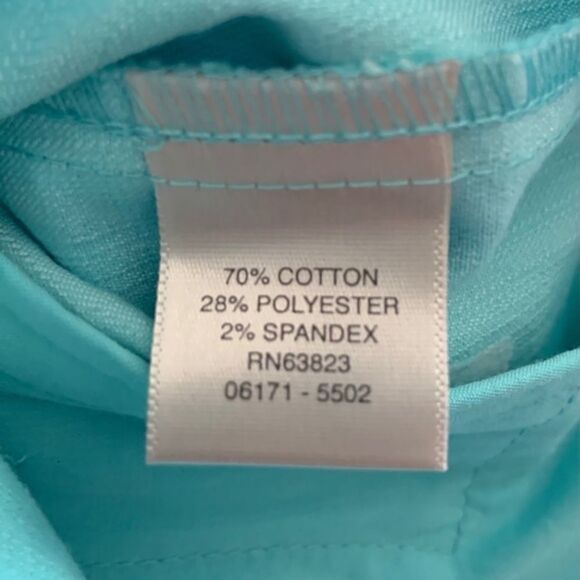 70% COTTON
28% POLYESTER
2% SPANDEX
RN63823
06171 - 5502